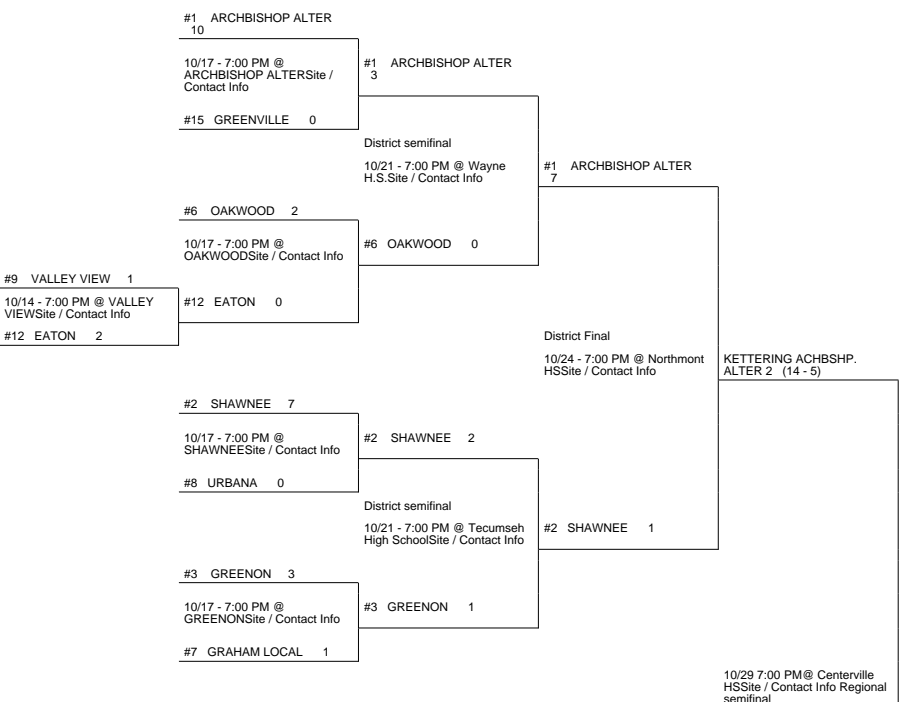 #1 ARCHBISHOP ALTER
10
10/17 - 7:00 PM @
ARCHBISHOP ALTERSite /
Contact Info
#15 GREENVILLE 0
#1 ARCHBISHOP ALTER
3
District semifinal
10/21 - 7:00 PM @ Wayne
H.S.Site / Contact Info
#1 ARCHBISHOP ALTER
7
#6 OAKWOOD 2
10/17 - 7:00 PM @
OAKWOODSite / Contact Info
#6 OAKWOOD 0
#9 VALLEY VIEW 1
10/14 - 7:00 PM @ VALLEY
VIEWSite / Contact Info
#12 EATON 2
#12 EATON 0
District Final
10/24 - 7:00 PM @ Northmont
HSSite / Contact Info
KETTERING ACHBSHP.
ALTER 2 (14 - 5)
#2 SHAWNEE 7
10/17 - 7:00 PM @
SHAWNEESite / Contact Info
#8 URBANA 0
#2 SHAWNEE 2
District semifinal
10/21 - 7:00 PM @ Tecumseh
High SchoolSite / Contact Info
#2 SHAWNEE 1
#3 GREENON 3
10/17 - 7:00 PM @
GREENONSite / Contact Info
#7 GRAHAM LOCAL 1
#3 GREENON 1
10/29 7:00 PM@ Centerville
HSSite / Contact Info Regional
semifinal